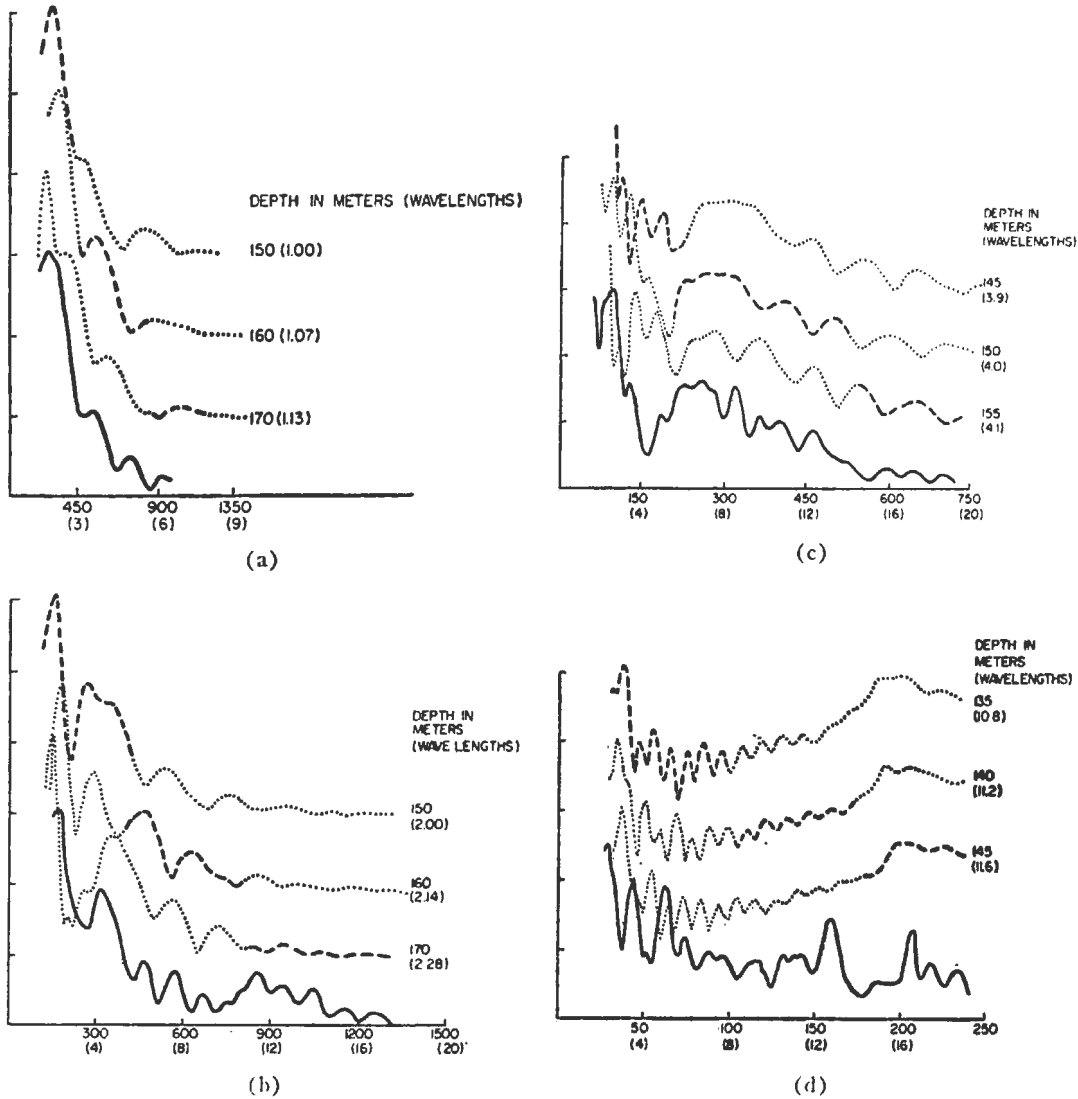 DEPTH IN METERS (WAVELENGTHS)
150 (1.00)
160 (1.07)
170 (1.13)
450 900 1350
(3) (6) (9)
(a)
DEPTH IN
METERS
(WAVELENGTHS)
145
(3.9)
150
(4.0)
155
(4.1)
150 300 450 600 750
(4) (8) (12) (16) (20)
(c)
DEPTH IN
METERS
(WAVE LENGTHS)
150
(2.00)
160
(2.14)
170
(2.28)
300 600 900 1200 1500
(4) (8) (12) (16) (20)
(b)
DEPTH IN
METERS
(WAVELENGTHS)
135
(10.8)
140
(11.2)
145
(11.6)
50 100 150 200 250
(4) (8) (12) (16)
(d)